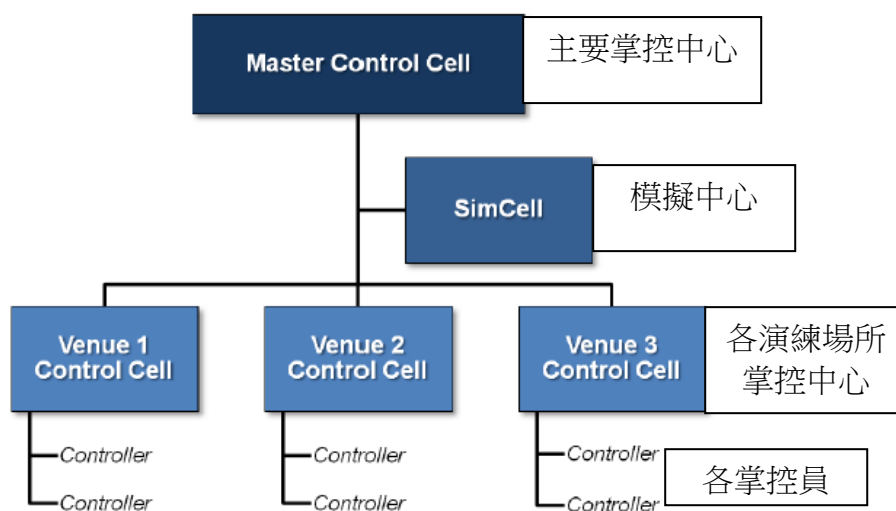 Master Control Cell
主要掌控中心
SimCell
模擬中心
Venue 1
Control Cell
Venue 2
Control Cell
Venue 3
Control Cell
各演練場所
掌控中心
Controller
Controller
Controller
各掌控員
Controller
Controller
Controller